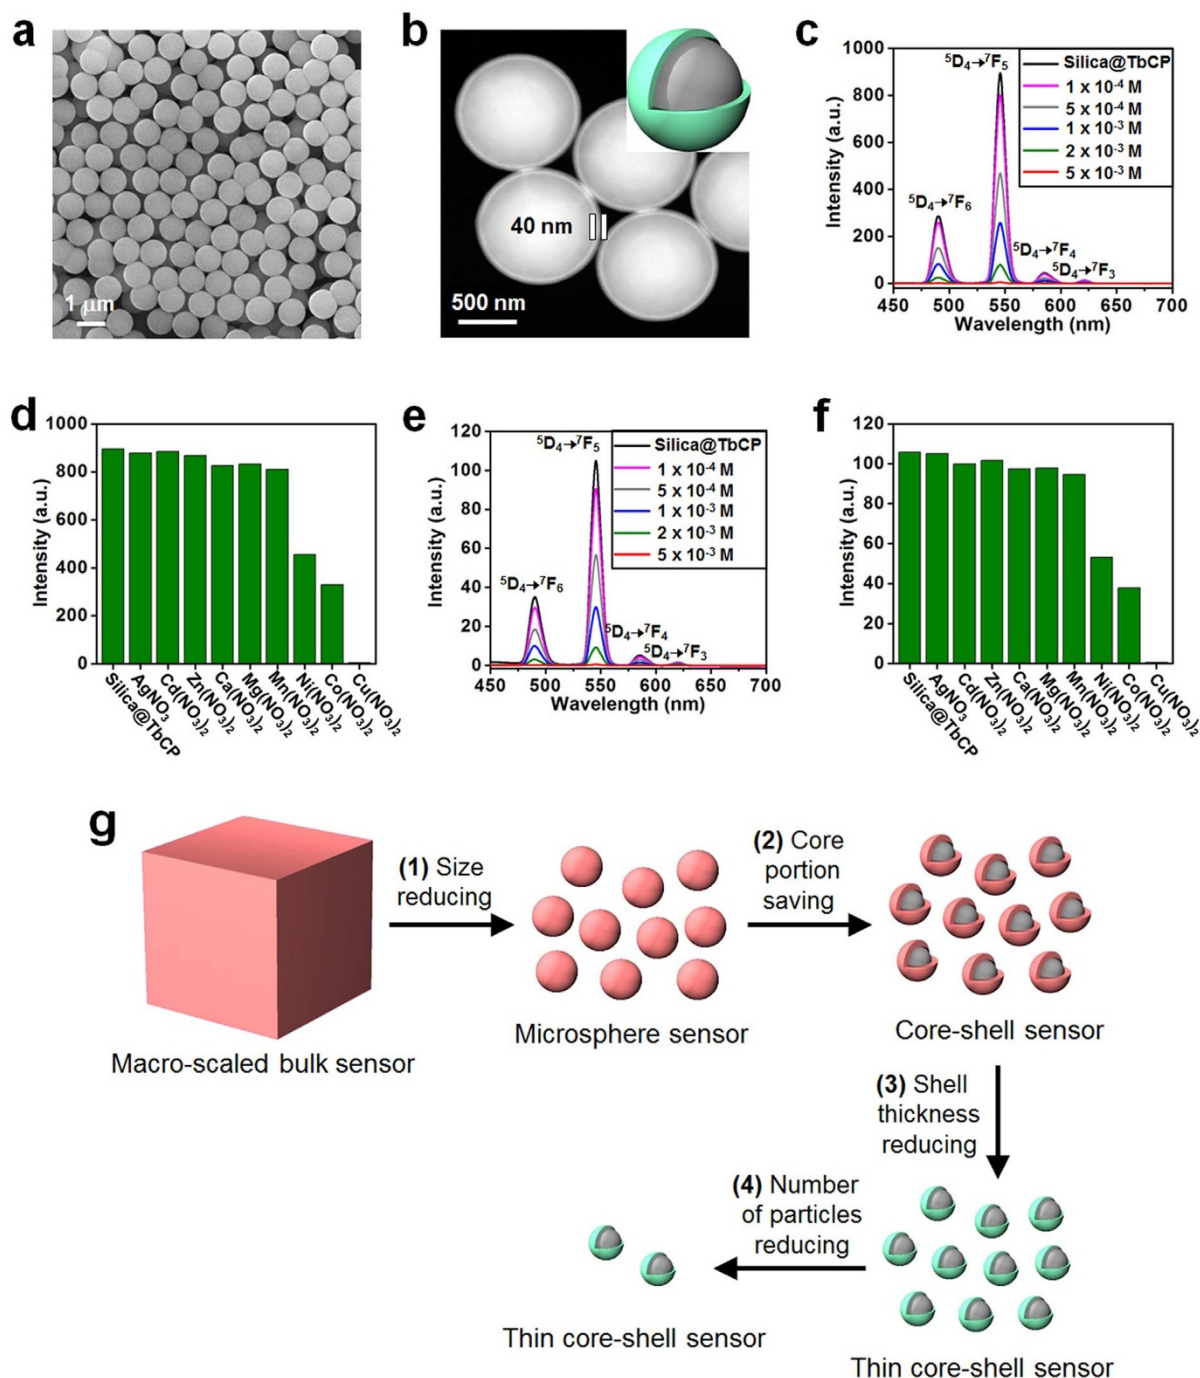 a
1 μm
b
40 nm
500 nm
c
Intensity (a.u.)
1000
800
600
400
200
0
⁵D₄→⁷F₅
⁵D₄→⁷F₆
⁵D₄→⁷F₄
⁵D₄→⁷F₃
Silica@TbCP
1 x 10⁻⁴ M
5 x 10⁻⁴ M
1 x 10⁻³ M
2 x 10⁻³ M
5 x 10⁻³ M
450 500 550 600 650 700
Wavelength (nm)
d
Intensity (a.u.)
1000
800
600
400
200
0
Silica@TbCP
AgNO₃
Cd(NO₃)₂
Zn(NO₃)₂
Ca(NO₃)₂
Mg(NO₃)₂
Mn(NO₃)₂
Ni(NO₃)₂
Co(NO₃)₂
Cu(NO₃)₂
e
Intensity (a.u.)
120
100
80
60
40
20
0
⁵D₄→⁷F₅
⁵D₄→⁷F₆
⁵D₄→⁷F₄
⁵D₄→⁷F₃
Silica@TbCP
1 x 10⁻⁴ M
5 x 10⁻⁴ M
1 x 10⁻³ M
2 x 10⁻³ M
5 x 10⁻³ M
450 500 550 600 650 700
Wavelength (nm)
f
Intensity (a.u.)
120
100
80
60
40
20
0
Silica@TbCP
AgNO₃
Cd(NO₃)₂
Zn(NO₃)₂
Ca(NO₃)₂
Mg(NO₃)₂
Mn(NO₃)₂
Ni(NO₃)₂
Co(NO₃)₂
Cu(NO₃)₂
g
(1) Size
reducing
(2) Core
portion
saving
Macro-scaled bulk sensor
Microsphere sensor
Core-shell sensor
(3) Shell
thickness
reducing
(4) Number
of particles
reducing
Thin core-shell sensor
Thin core-shell sensor